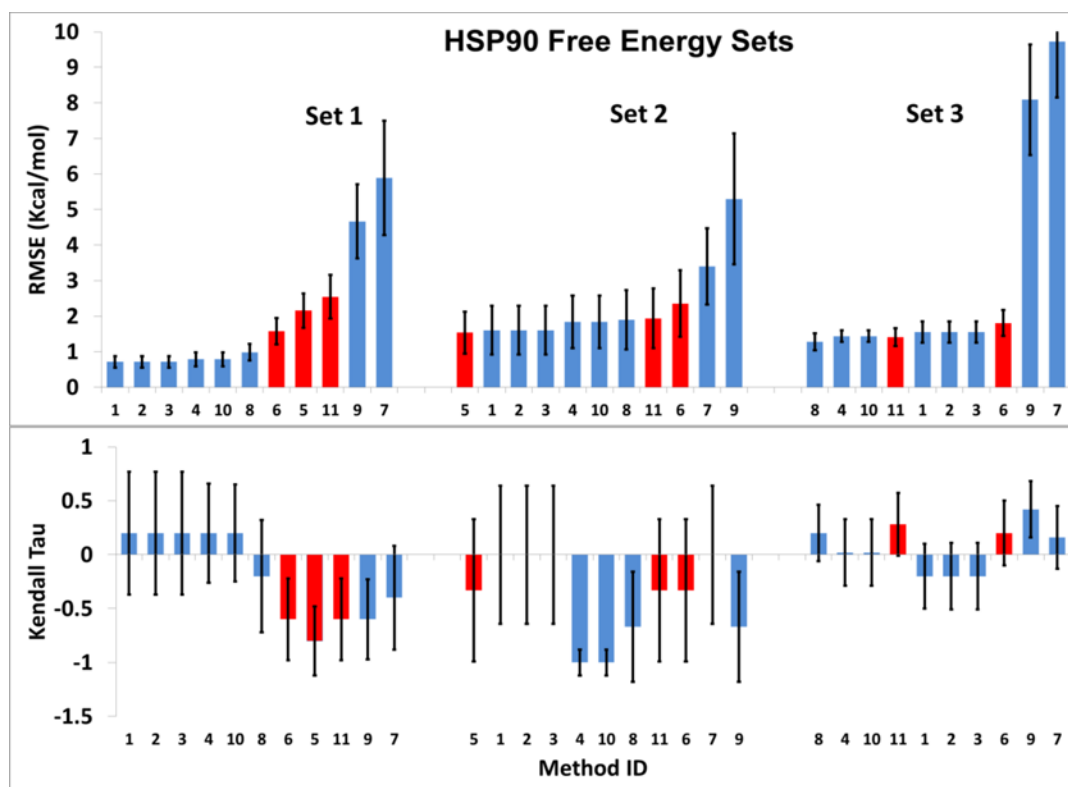 HSP90 Free Energy Sets
Set 1 Set 2 Set 3
RMSE (Kcal/mol)
10
9
8
7
6
5
4
3
2
1
0
1 2 3 4 10 8 6 5 11 9 7 5 1 2 3 4 10 8 11 6 7 9 8 4 10 11 1 2 3 6 9 7
Kendall Tau
1
0.5
0
-0.5
-1
-1.5
1 2 3 4 10 8 6 5 11 9 7 5 1 2 3 4 10 8 11 6 7 9 8 4 10 11 1 2 3 6 9 7
Method ID